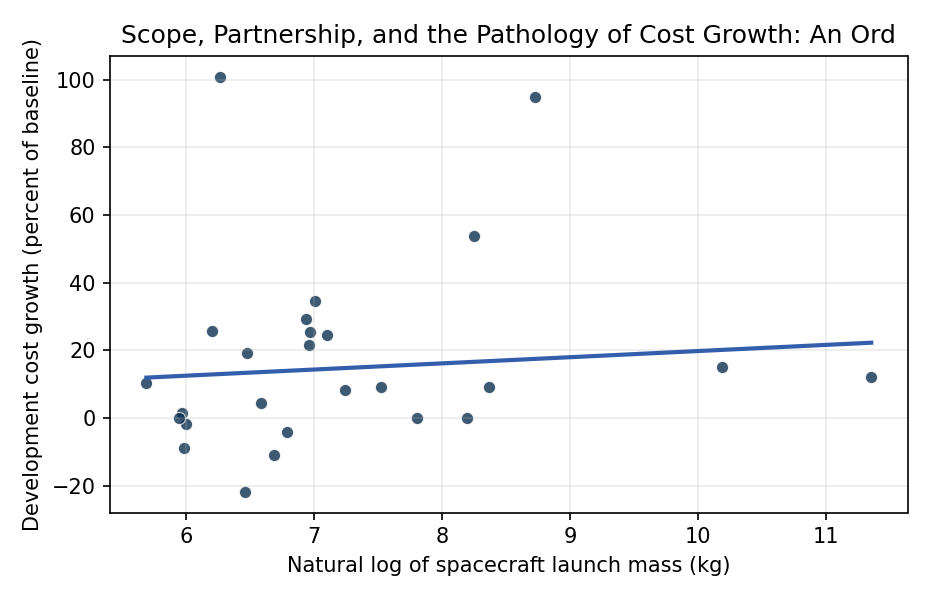 Scope, Partnership, and the Pathology of Cost Growth: An Ord
Development cost growth (percent of baseline)
100
80
60
40
20
0
−20
6 7 8 9 10 11
Natural log of spacecraft launch mass (kg)